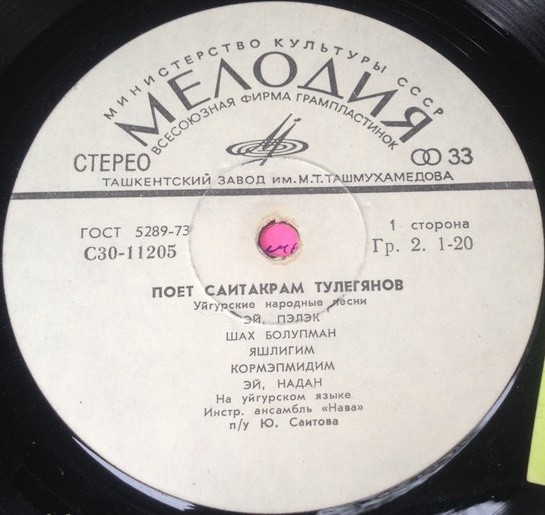 МИНИСТЕРСТВО КУЛЬТУРЫ СССР
МЕЛОДИЯ
ВСЕСОЮЗНАЯ ФИРМА ГРАМПЛАСТИНОК
СТЕРЕО
33
ТАШКЕНТСКИЙ ЗАВОД ИМ. М.Т. ТАШМУХАМЕДОВА
ГОСТ 5289-73
С30-11205
1 сторона
Гр. 2. 1-20
ПОЕТ САИТАКРАМ ТУЛЕГЯНОВ
Уйгурские народные песни
ЭЙ, ПЭЛЭК
ШАХ БОЛУПМАН
ЯШЛИГИМ
КОРМЭПМИДИМ
ЭЙ, НАДАН
На уйгурском языке
Инстр. ансамбль «Нава»
п/у Ю. Саитова